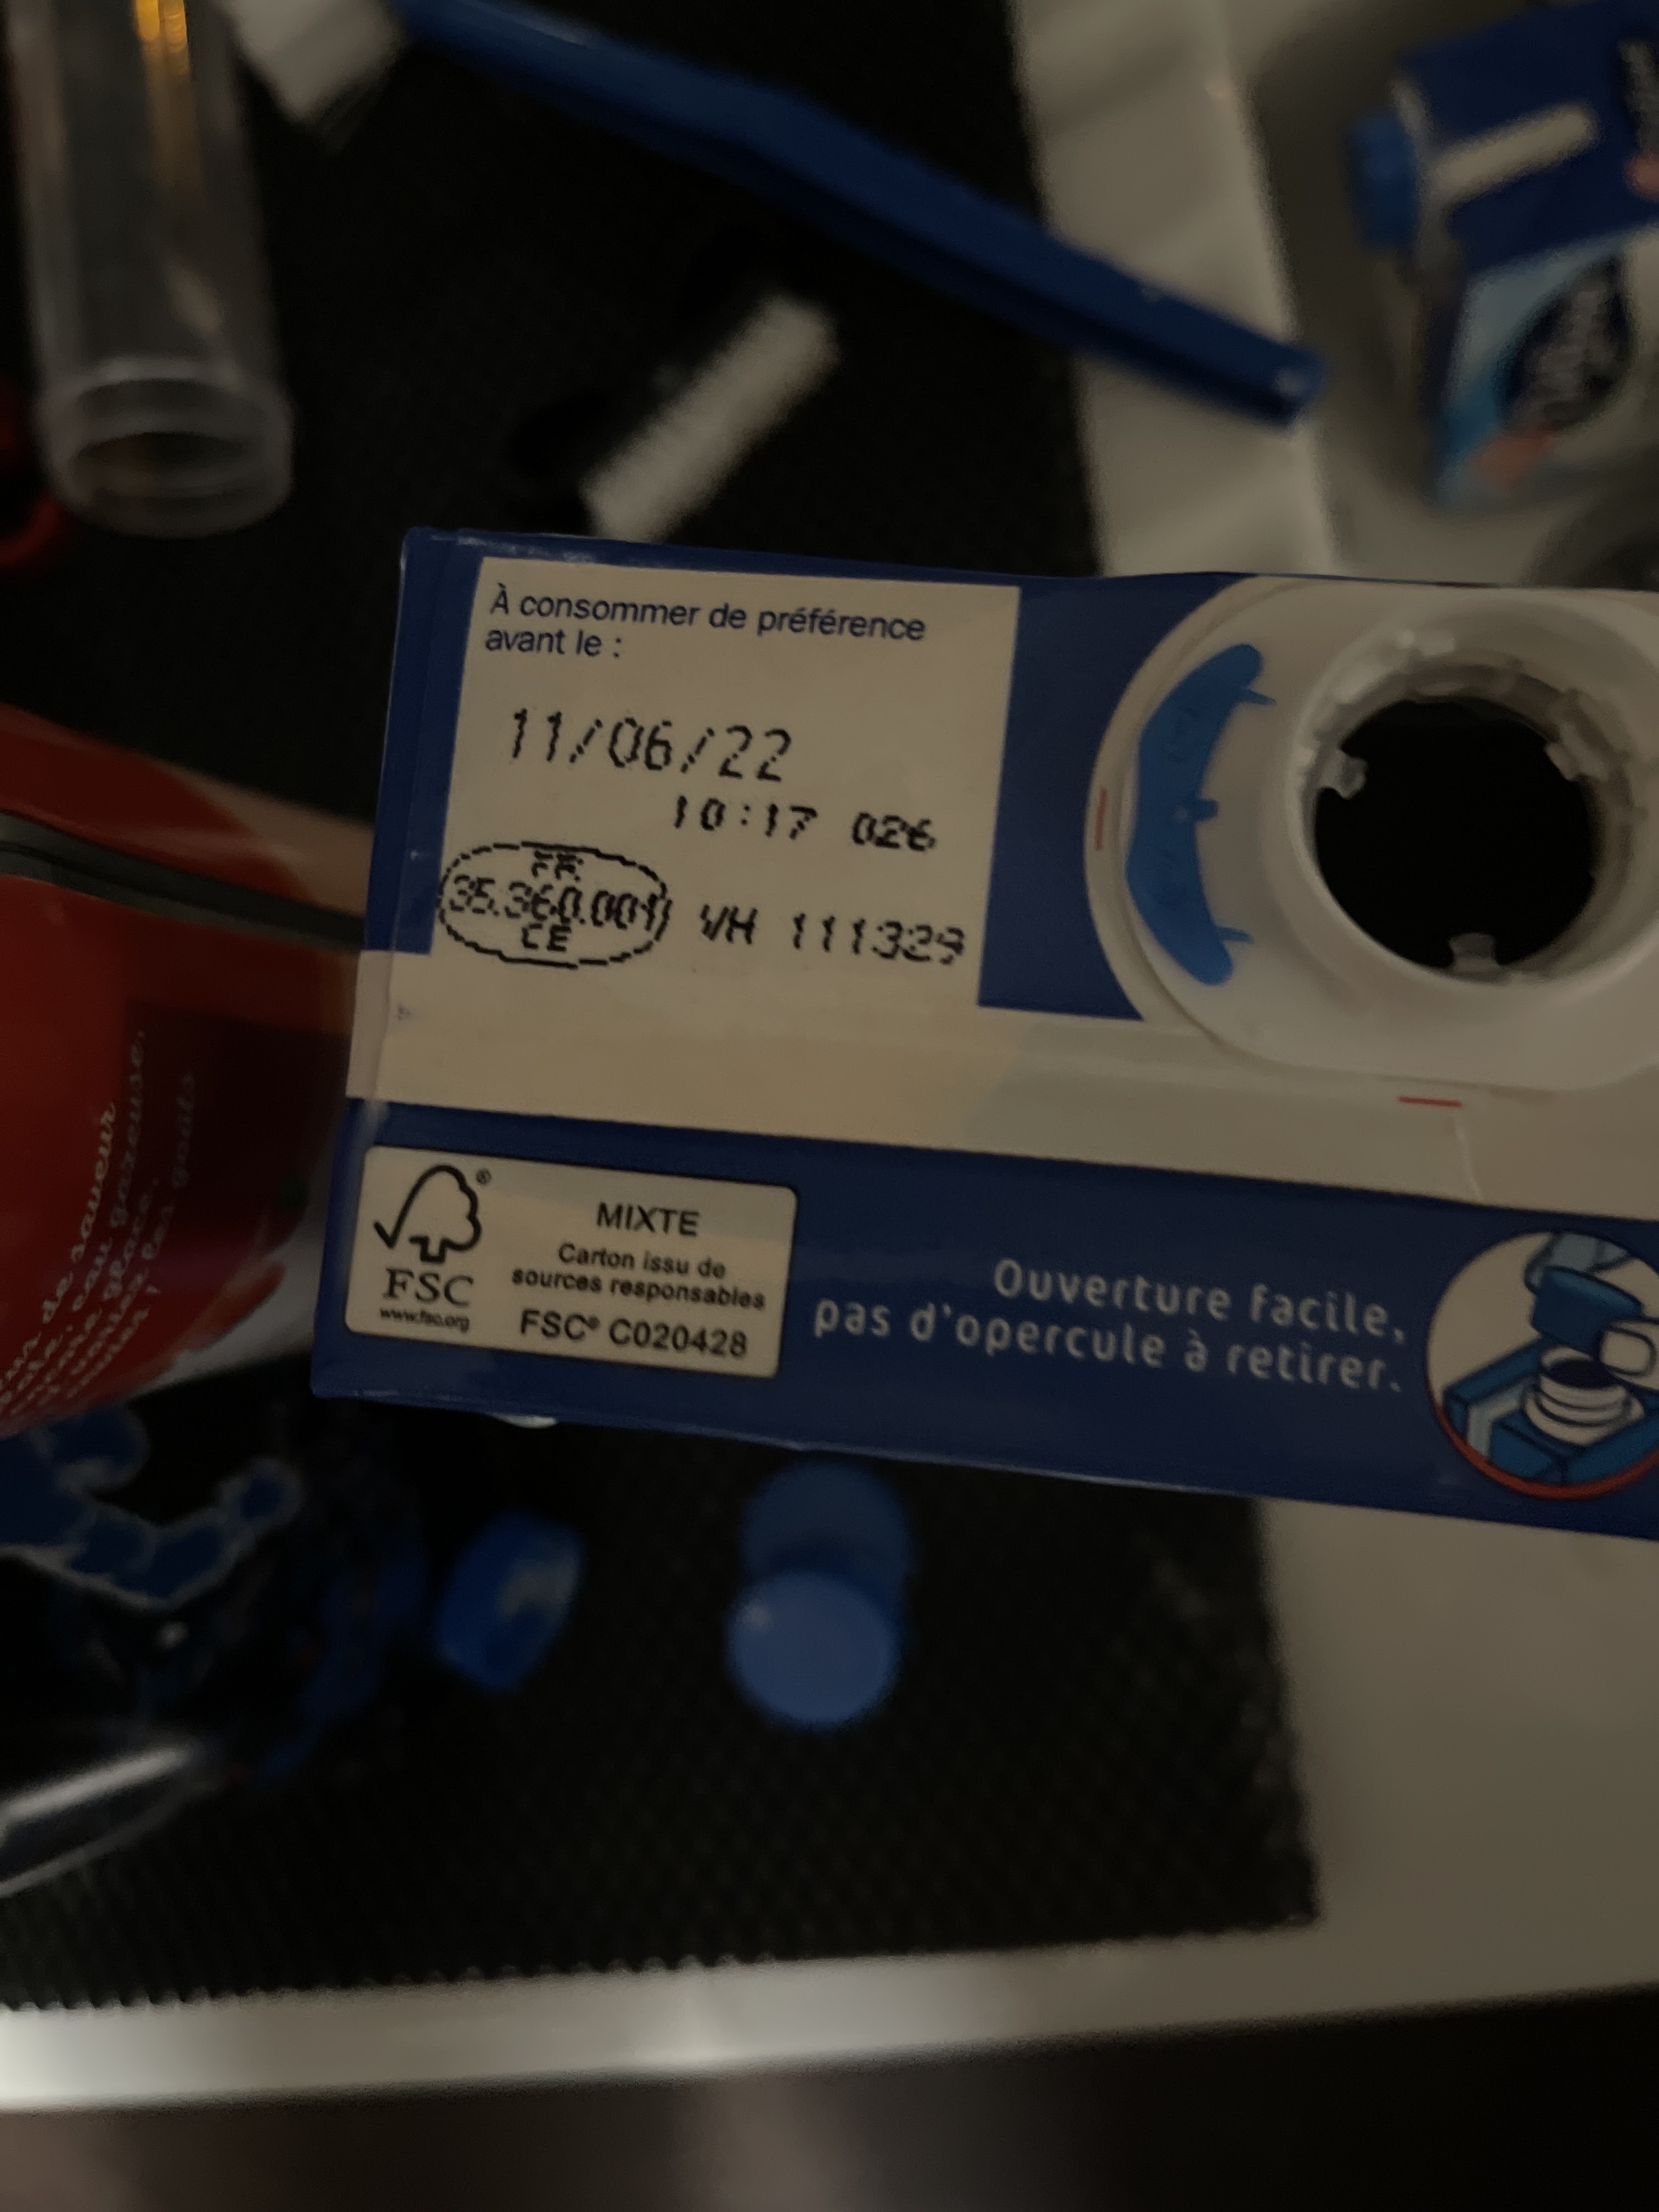 À consommer de préférence
avant le :
11/06/22
10:17 026
FR
35.360.001
CE
VH 111329
FSC®
www.fsc.org
MIXTE
Carton issu de
sources responsables
FSC® C020428
Ouverture facile,
pas d'opercule à retirer.